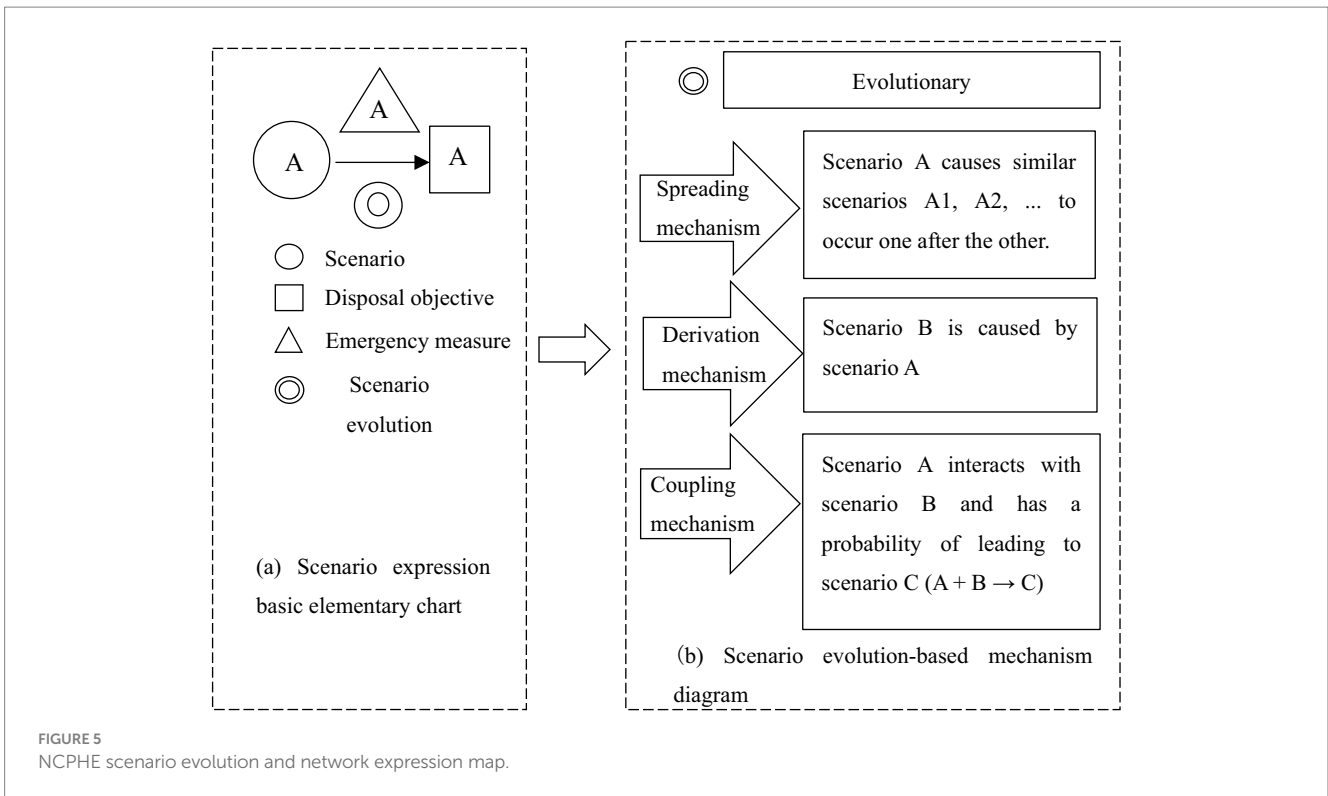 A
A
A
Scenario
Disposal objective
Emergency measure
Scenario
evolution
(a) Scenario expression
basic elementary chart
Evolutionary
Spreading
mechanism
Scenario A causes similar
scenarios A1, A2, ... to
occur one after the other.
Derivation
mechanism
Scenario B is caused by
scenario A
Coupling
mechanism
Scenario A interacts with
scenario B and has a
probability of leading to
scenario C (A + B → C)
(b) Scenario evolution-based mechanism
diagram
FIGURE 5
NCPHE scenario evolution and network expression map.